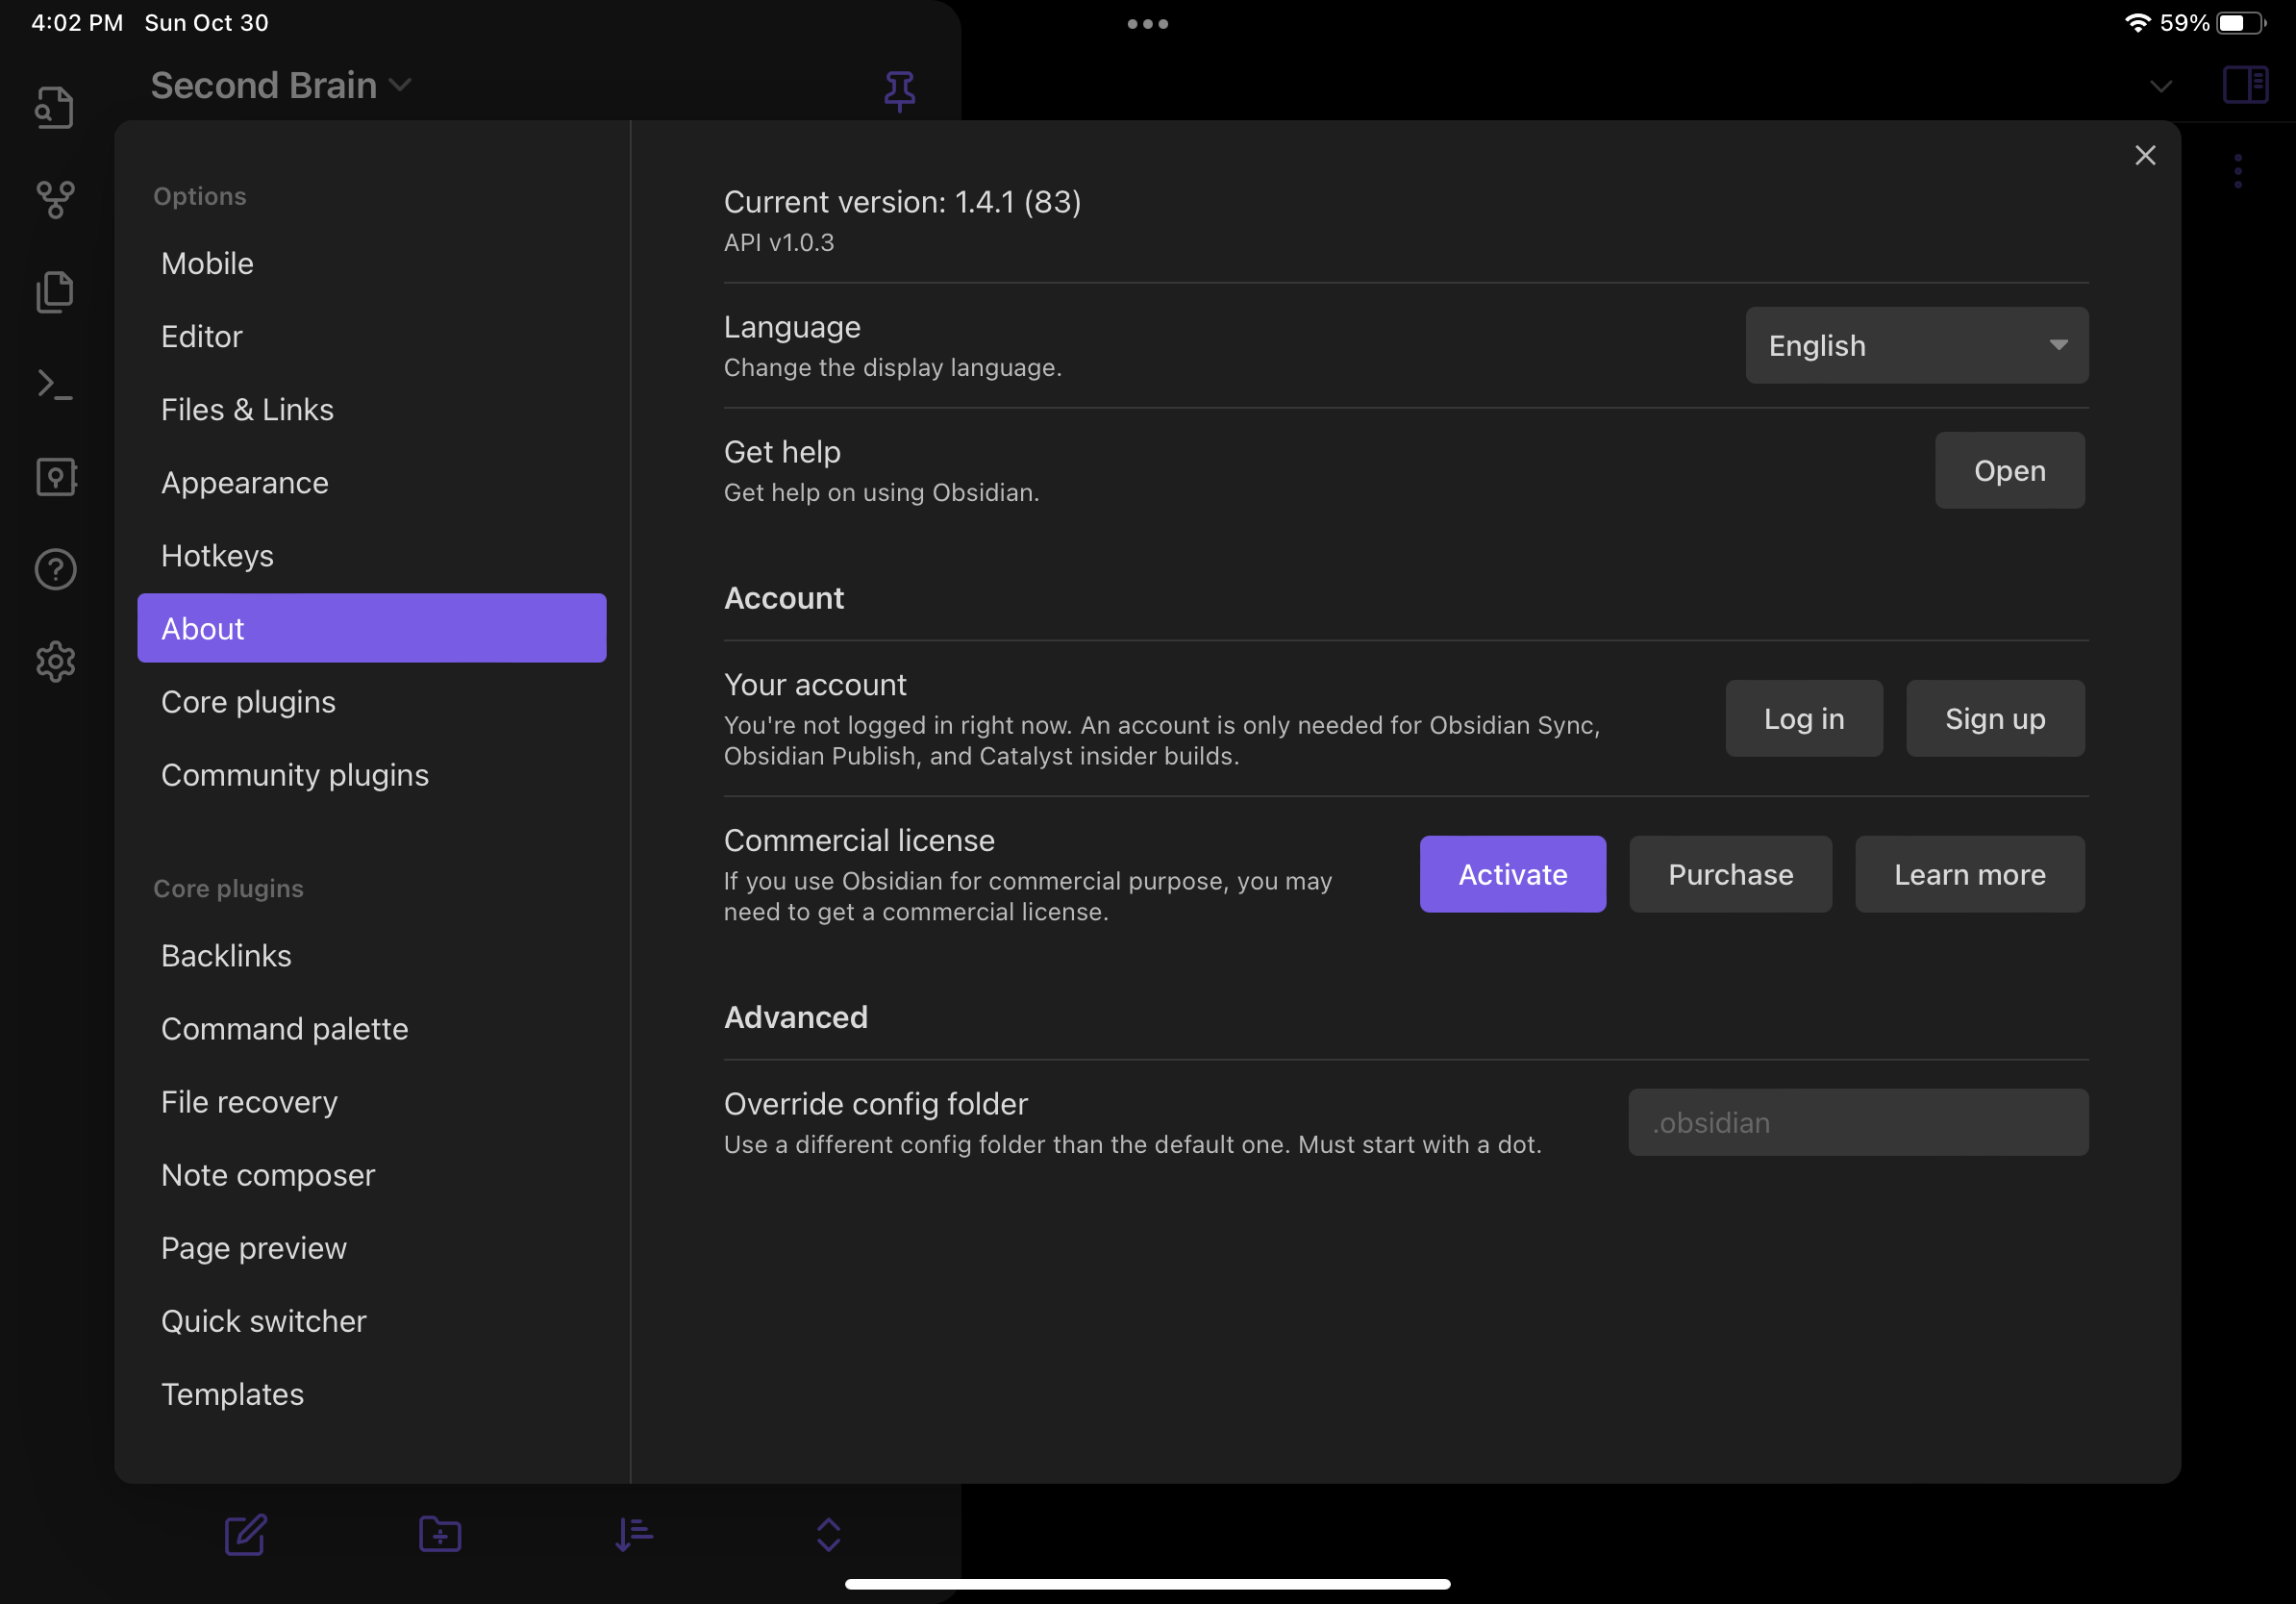 4:02 PM Sun Oct 30
59%
Second Brain
Options
Mobile
Editor
Files & Links
Appearance
Hotkeys
About
Core plugins
Community plugins
Core plugins
Backlinks
Command palette
File recovery
Note composer
Page preview
Quick switcher
Templates
Current version: 1.4.1 (83)
API v1.0.3
Language
Change the display language.
English
Get help
Get help on using Obsidian.
Open
Account
Your account
You're not logged in right now. An account is only needed for Obsidian Sync,
Obsidian Publish, and Catalyst insider builds.
Log in
Sign up
Commercial license
If you use Obsidian for commercial purpose, you may
need to get a commercial license.
Activate
Purchase
Learn more
Advanced
Override config folder
Use a different config folder than the default one. Must start with a dot.
.obsidian